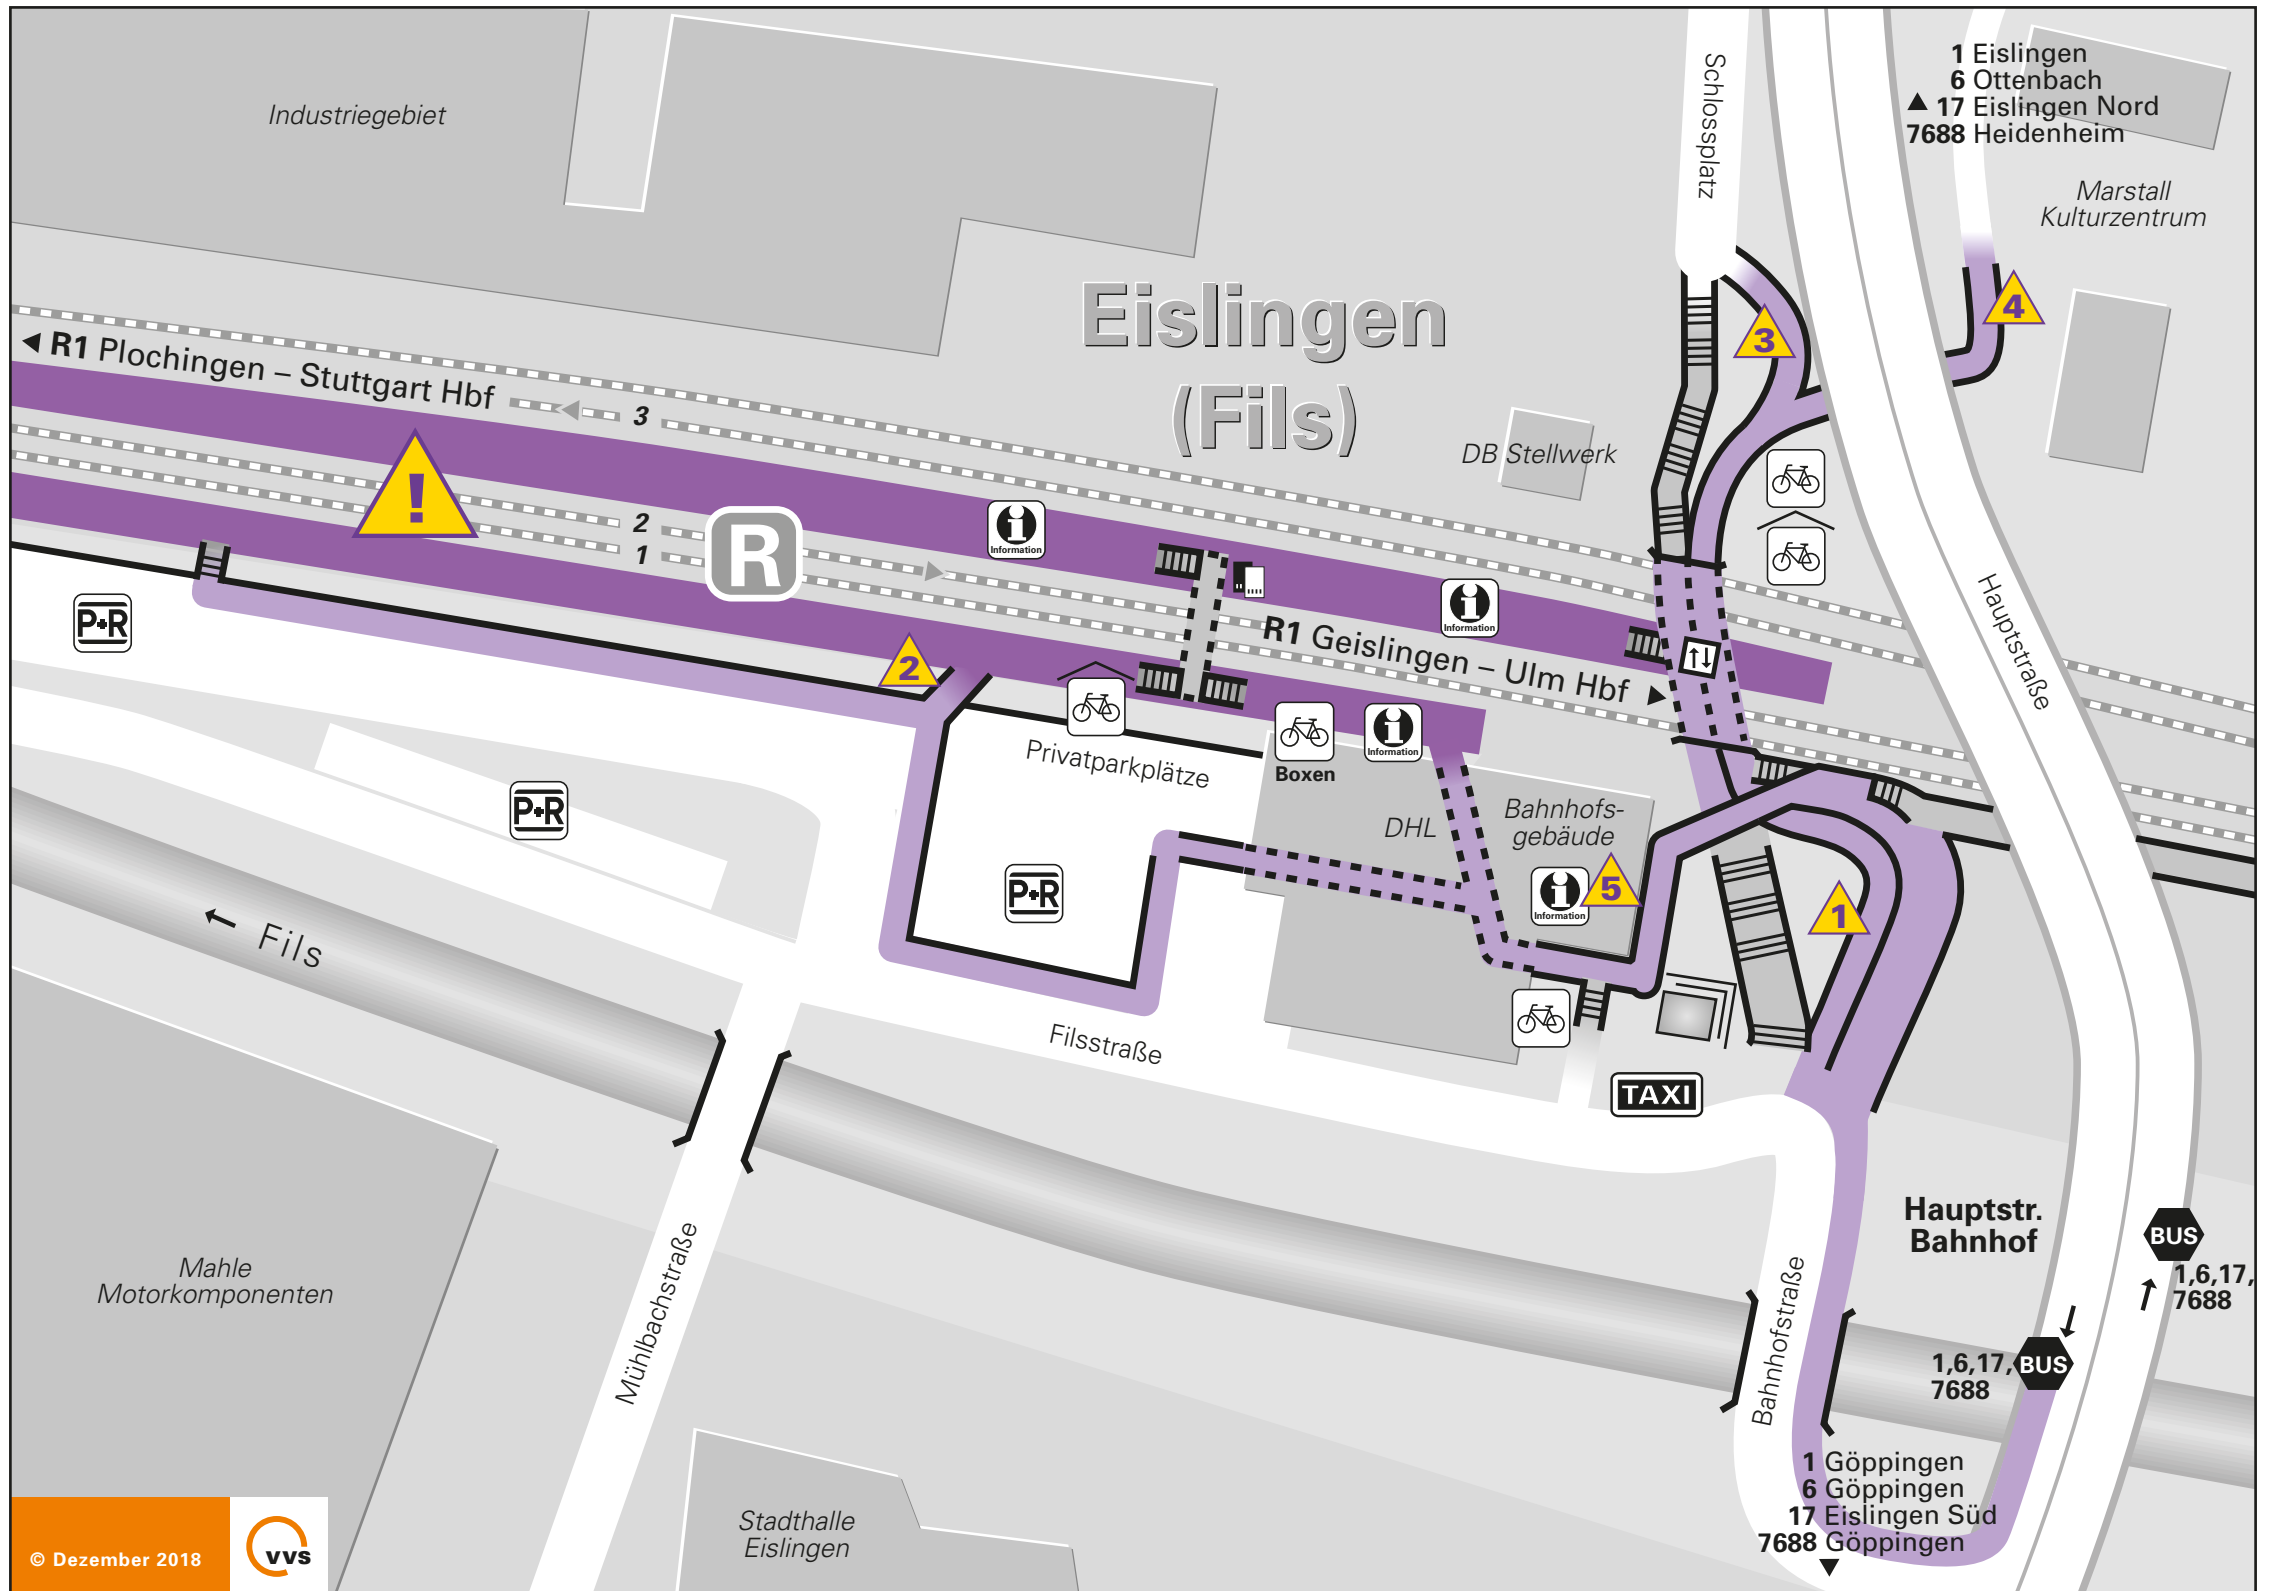 Industriegebiet
Schlossplatz
1 Eislingen
6 Ottenbach
17 Eislingen Nord
7688 Heidenheim
Marstall
Kulturzentrum
Eislingen
(Fils)
4
3
R1 Plochingen – Stuttgart Hbf
3
DB Stellwerk
!
2
1
R
i
Information
i
Information
R1 Geislingen – Ulm Hbf
Hauptstraße
P+R
2
Privatparkplätze
Boxen
i
Information
P+R
DHL
Bahnhofs-
gebäude
P+R
i
Information
5
1
Fils
Filsstraße
TAXI
Hauptstr.
Bahnhof
BUS
1,6,17,
7688
1,6,17,
7688
BUS
Mahle
Motorkomponenten
Mühlbachstraße
Bahnhofstraße
1 Göppingen
6 Göppingen
17 Eislingen Süd
7688 Göppingen
Stadthalle
Eislingen
© Dezember 2018
vvs